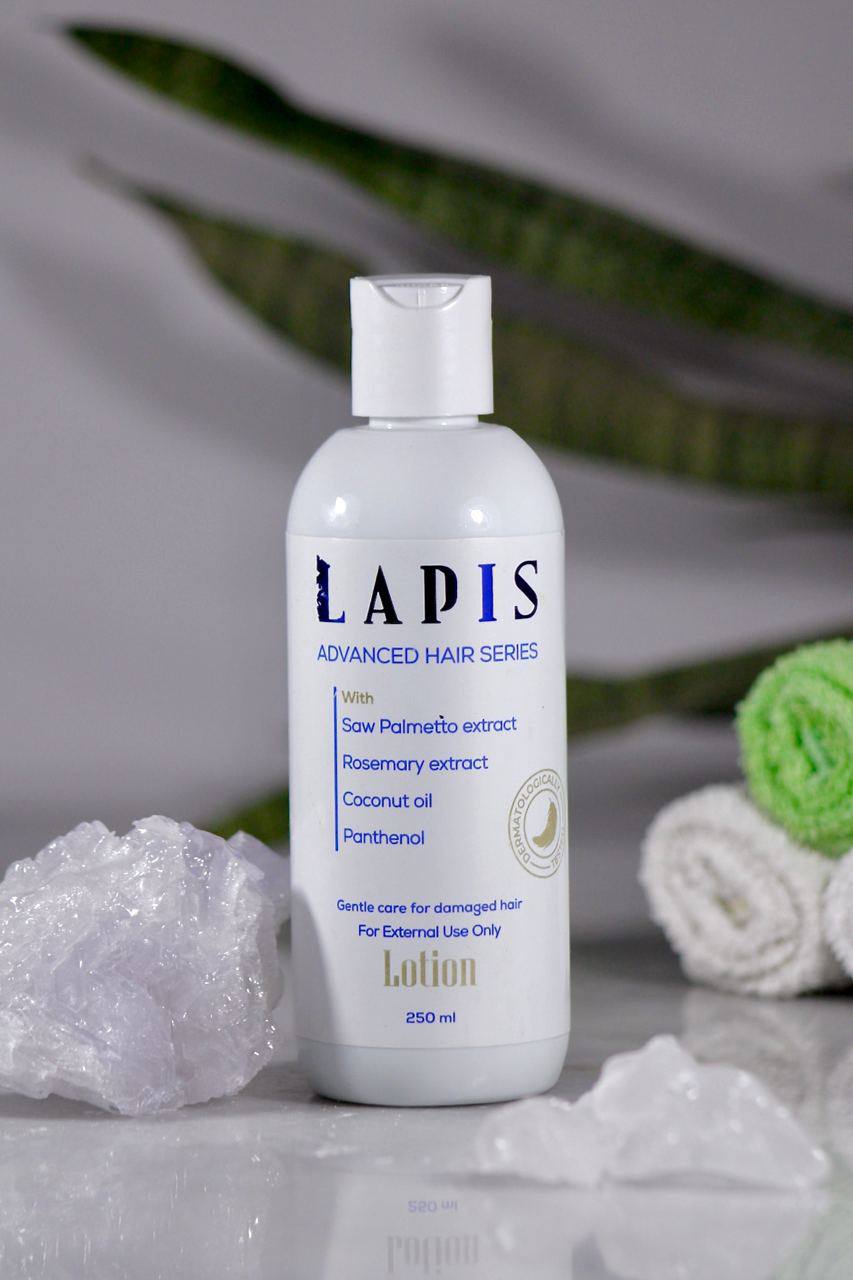 LAPIS
ADVANCED HAIR SERIES
With
Saw Palmetto extract
Rosemary extract
Coconut oil
Panthenol
DERMATOLOGICALLY
Gentle care for damaged hair
For External Use Only
Lotion
250 ml